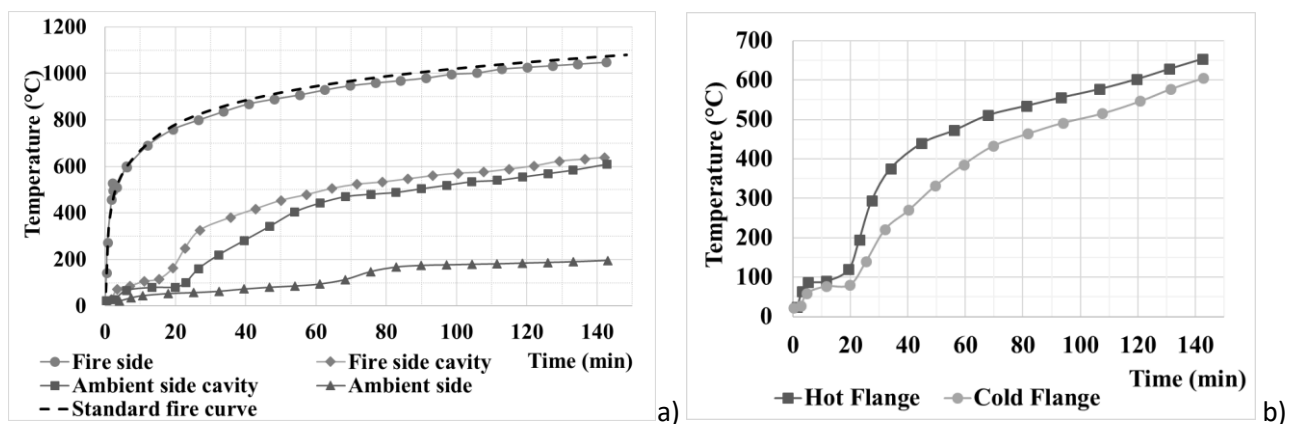 1200
1000
800
600
400
200
0
Temperature (°C)
0 20 40 60 80 100 120 140
Time (min)
Fire side
Fire side cavity
Ambient side cavity
Ambient side
Standard fire curve
a)
700
600
500
400
300
200
100
0
Temperature (°C)
0 20 40 60 80 100 120 140
Time (min)
Hot Flange
Cold Flange
b)